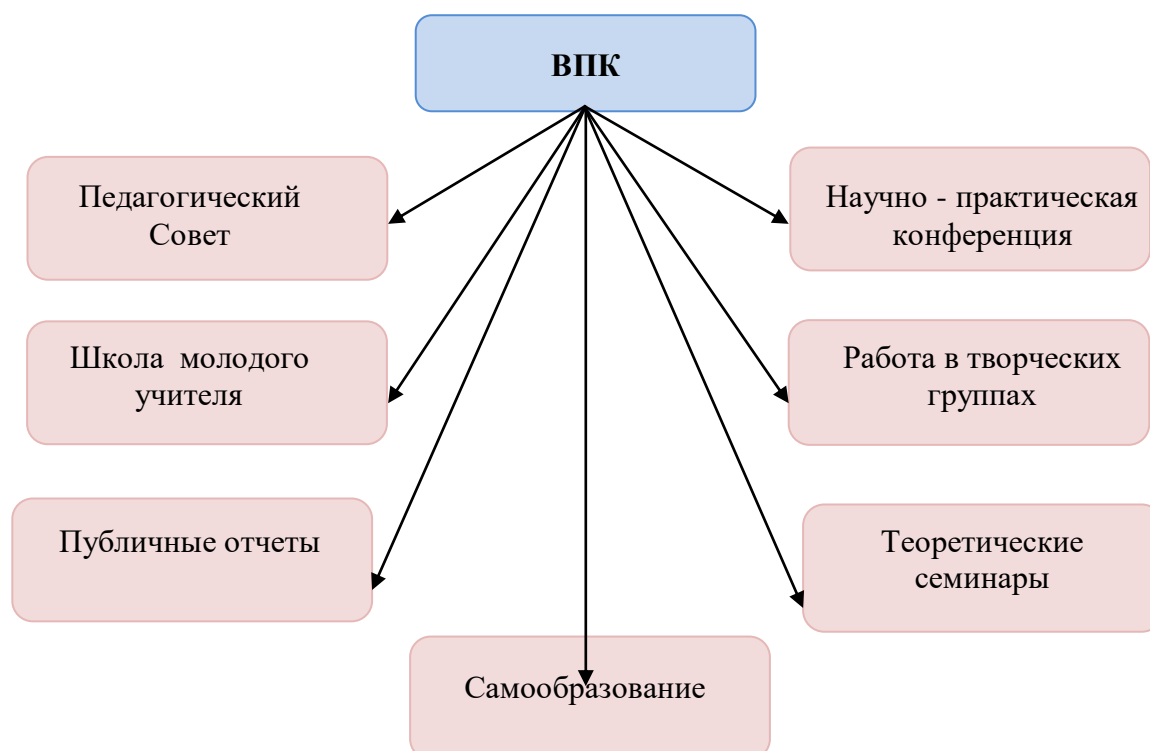 ВПК
Педагогический
Совет
Научно - практическая
конференция
Школа  молодого
учителя
Работа в творческих
группах
Публичные отчеты
Теоретические
семинары
Самообразование